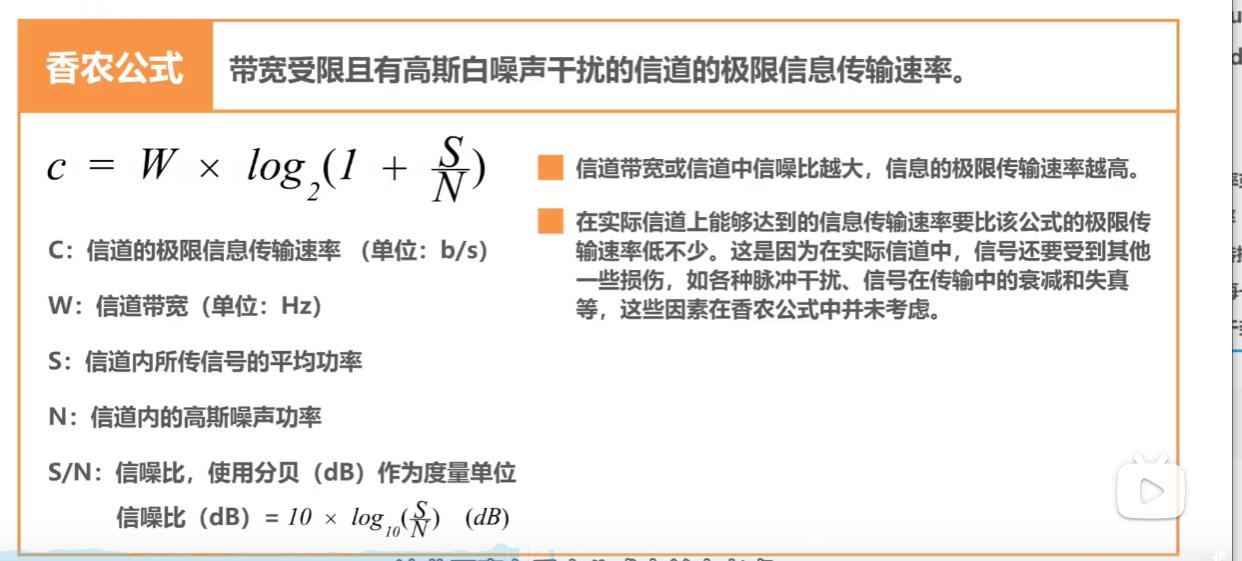 香农公式
带宽受限且有高斯白噪声干扰的信道的极限信息传输速率。
c = W × log₂(1 + S/N)
C：信道的极限信息传输速率 （单位：b/s）
W：信道带宽（单位：Hz）
S：信道内所传信号的平均功率
N：信道内的高斯噪声功率
S/N：信噪比，使用分贝（dB）作为度量单位
信噪比（dB）= 10 × log₁₀(S/N) (dB)
信道带宽或信道中信噪比越大，信息的极限传输速率越高。
在实际信道上能够达到的信息传输速率要比该公式的极限传
输速率低不少。这是因为在实际信道中，信号还要受到其他
一些损伤，如各种脉冲干扰、信号在传输中的衰减和失真
等，这些因素在香农公式中并未考虑。